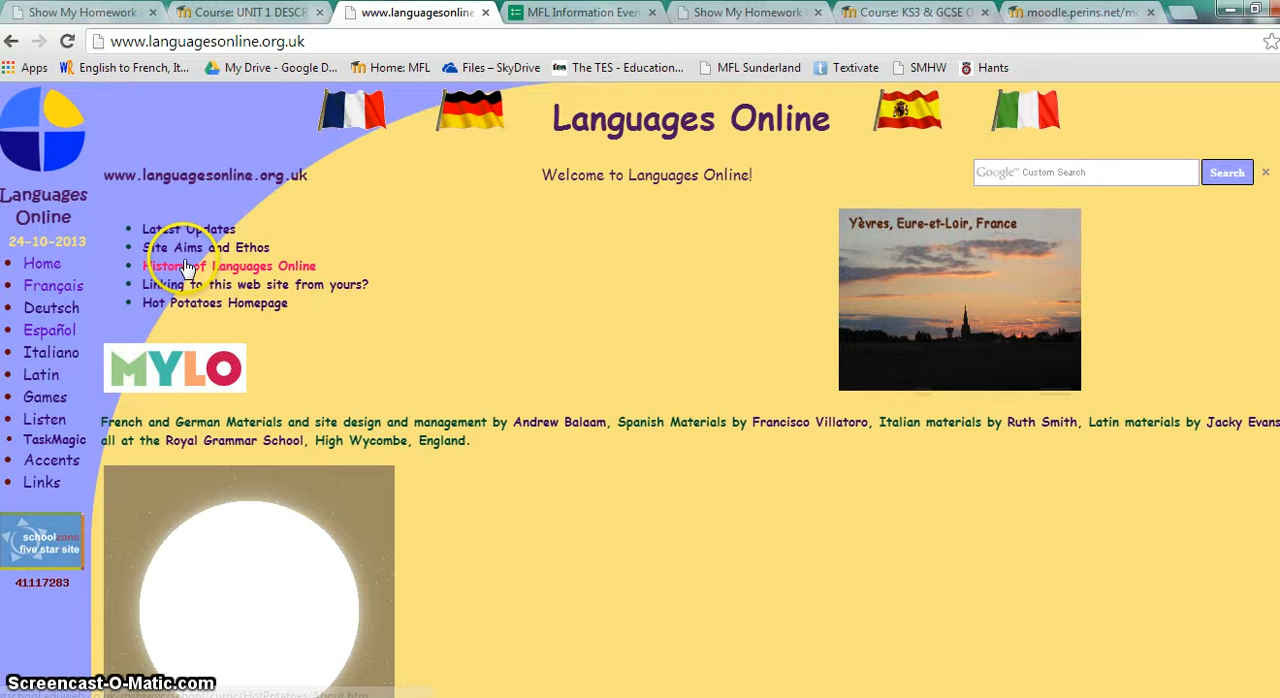 Show My Homework
Course: UNIT 1 DESCR
www.languagesonline
MFL Information Even
Show My Homework
Course: KS3 & GCSE O
moodle.perins.net/m
www.languagesonline.org.uk
Apps
English to French, It...
My Drive - Google D...
Home: MFL
Files – SkyDrive
tes
The TES - Education...
MFL Sunderland
Textivate
SMHW
Hants
Languages Online
www.languagesonline.org.uk
Welcome to Languages Online!
Google™ Custom Search
Search
Languages
Online
24-10-2013
Home
Français
Deutsch
Español
Italiano
Latin
Games
Listen
TaskMagic
Accents
Links
schoolzone
five star site
41117283
Latest Updates
Site Aims and Ethos
History of Languages Online
Linking to this web site from yours?
Hot Potatoes Homepage
Yèvres, Eure-et-Loir, France
MYLO
French and German Materials and site design and management by Andrew Balaam, Spanish Materials by Francisco Villatoro, Italian materials by Ruth Smith, Latin materials by Jacky Evans
all at the Royal Grammar School, High Wycombe, England.
Screencast-O-Matic.com